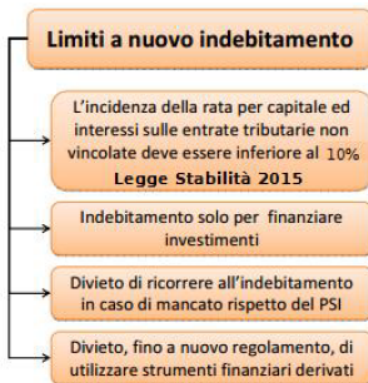 Limiti a nuovo indebitamento
L'incidenza della rata per capitale ed
interessi sulle entrate tributarie non
vincolate deve essere inferiore al 10%
Legge Stabilità 2015
Indebitamento solo per finanziare
investimenti
Divieto di ricorrere all'indebitamento
in caso di mancato rispetto del PSI
Divieto, fino a nuovo regolamento, di
utilizzare strumenti finanziari derivati